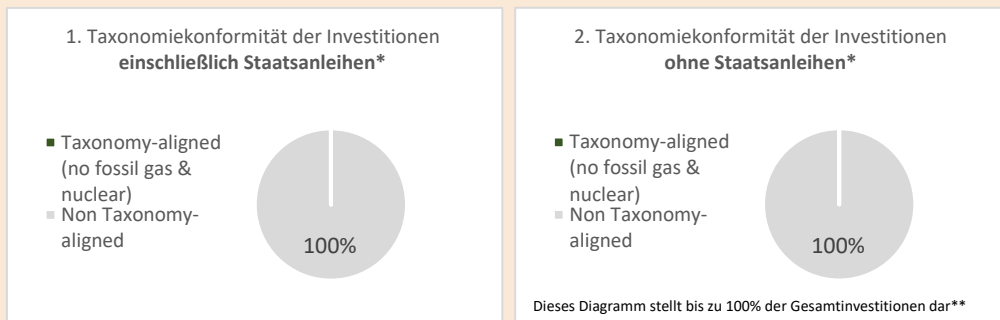 1. Taxonomiekonformität der Investitionen
einschließlich Staatsanleihen*
Taxonomy-aligned
(no fossil gas &
nuclear)
Non Taxonomy-
aligned
100%
2. Taxonomiekonformität der Investitionen
ohne Staatsanleihen*
Taxonomy-aligned
(no fossil gas &
nuclear)
Non Taxonomy-
aligned
100%
Dieses Diagramm stellt bis zu 100% der Gesamtinvestitionen dar**